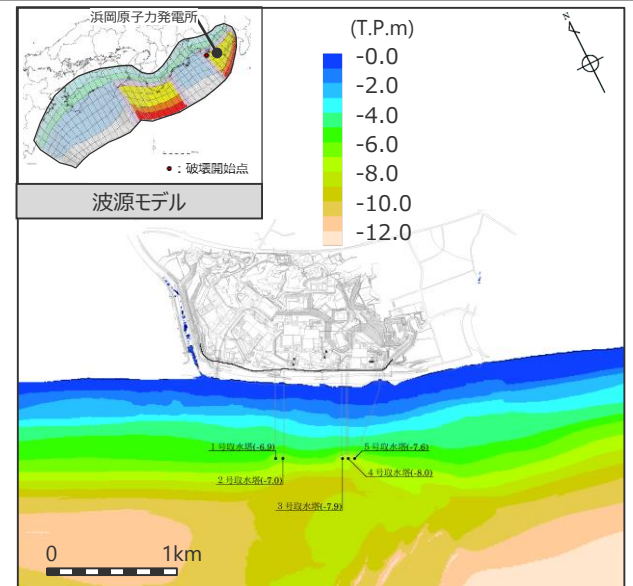 浜岡原子力発電所
●：破壊開始点
波源モデル
(T.P.m)
-0.0
-2.0
-4.0
-6.0
-8.0
-10.0
-12.0
N
1号取水塔(-6.9)
5号取水塔(-7.6)
2号取水塔(-7.0)
4号取水塔(-8.0)
3号取水塔(-7.9)
0 1km